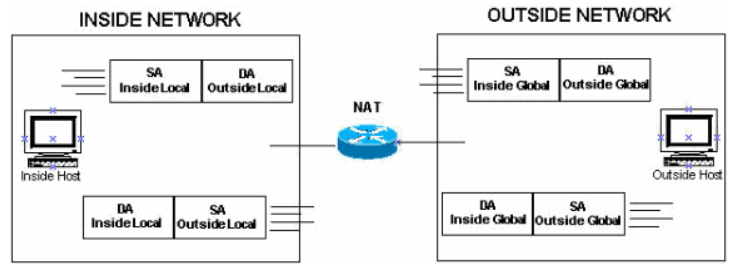 INSIDE NETWORK
OUTSIDE NETWORK
SA
Inside Local
DA
Outside Local
SA
Inside Global
DA
Outside Global
NAT
Inside Host
Outside Host
DA
Inside Local
SA
Outside Local
DA
Inside Global
SA
Outside Global